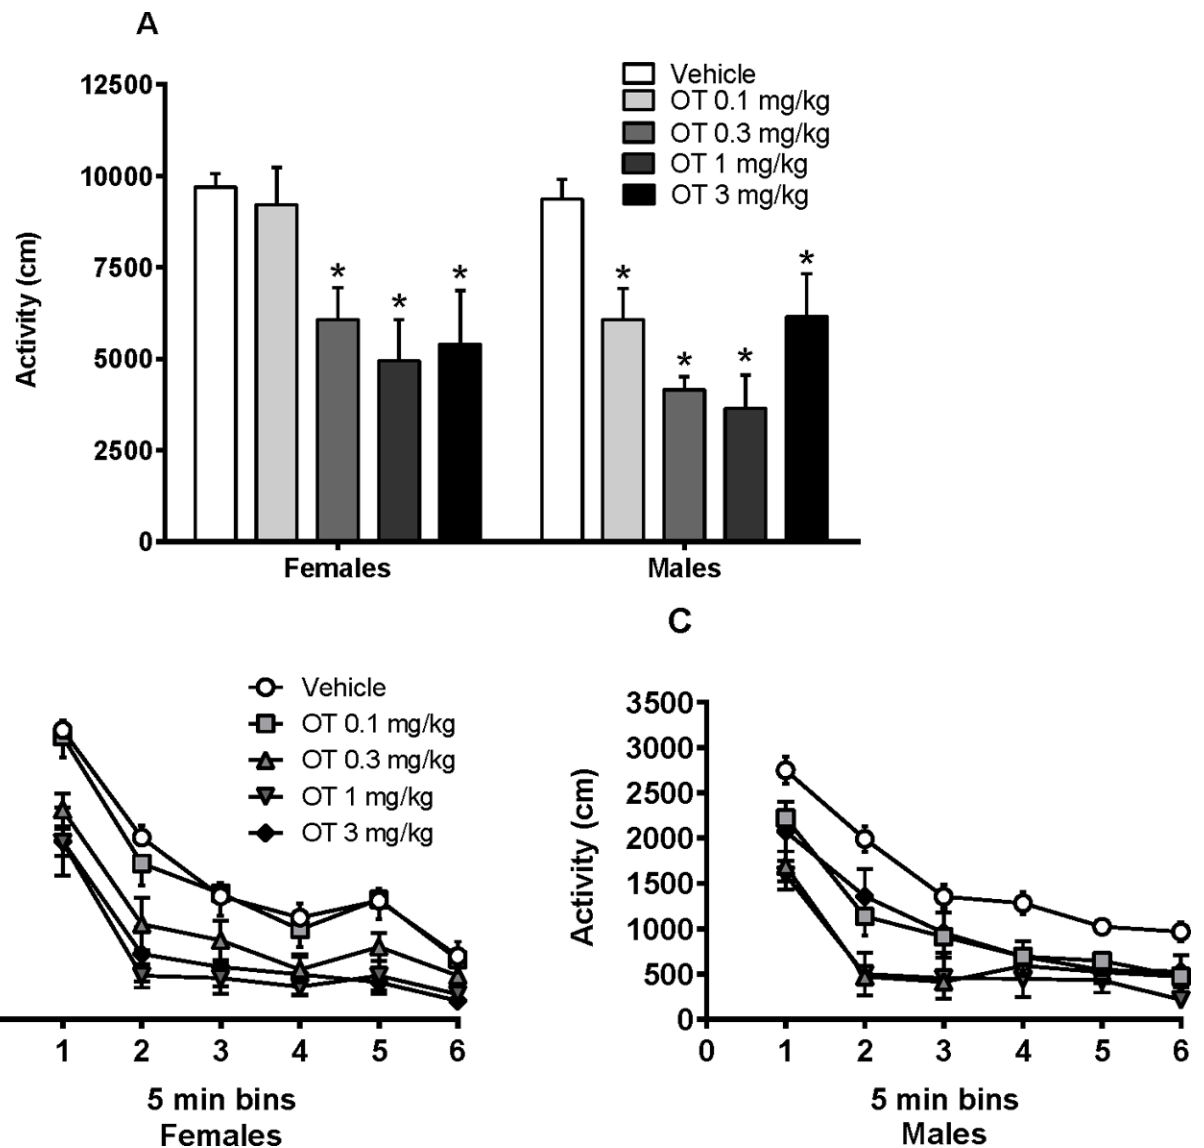 A
12500
10000
7500
5000
2500
0
Activity (cm)
Vehicle
OT 0.1 mg/kg
OT 0.3 mg/kg
OT 1 mg/kg
OT 3 mg/kg
* * *
* * * *
Females Males
Vehicle
OT 0.1 mg/kg
OT 0.3 mg/kg
OT 1 mg/kg
OT 3 mg/kg
1 2 3 4 5 6
5 min bins
Females
C
3500
3000
2500
2000
1500
1000
500
0
Activity (cm)
0 1 2 3 4 5 6
5 min bins
Males